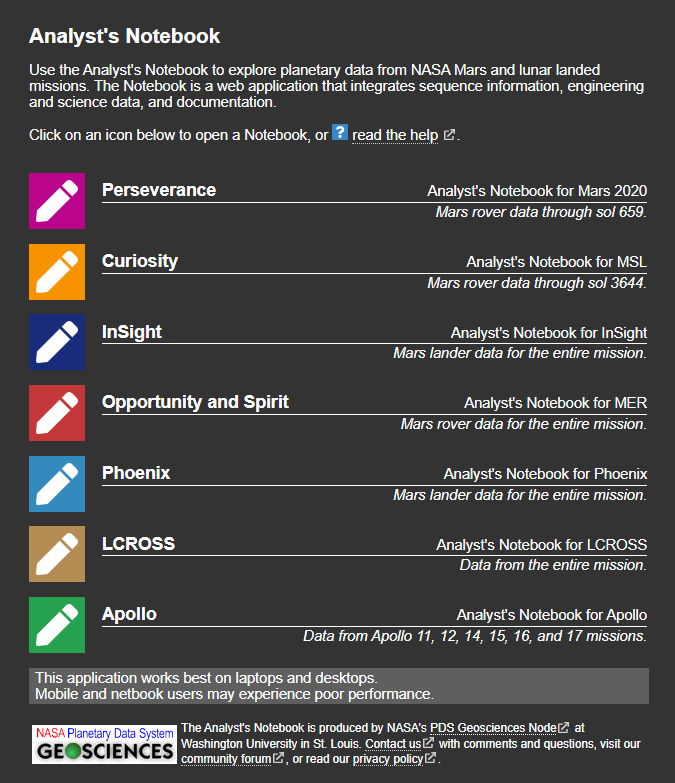 Analyst's Notebook
Use the Analyst's Notebook to explore planetary data from NASA Mars and lunar landed
missions. The Notebook is a web application that integrates sequence information, engineering
and science data, and documentation.
Click on an icon below to open a Notebook, or ? read the help .
Perseverance
Analyst's Notebook for Mars 2020
Mars rover data through sol 659.
Curiosity
Analyst's Notebook for MSL
Mars rover data through sol 3644.
InSight
Analyst's Notebook for InSight
Mars lander data for the entire mission.
Opportunity and Spirit
Analyst's Notebook for MER
Mars rover data for the entire mission.
Phoenix
Analyst's Notebook for Phoenix
Mars lander data for the entire mission.
LCROSS
Analyst's Notebook for LCROSS
Data from the entire mission.
Apollo
Analyst's Notebook for Apollo
Data from Apollo 11, 12, 14, 15, 16, and 17 missions.
This application works best on laptops and desktops.
Mobile and netbook users may experience poor performance.
NASA Planetary Data System
GEOSCIENCES
The Analyst's Notebook is produced by NASA's PDS Geosciences Node at
Washington University in St. Louis. Contact us with comments and questions, visit our
community forum, or read our privacy policy.